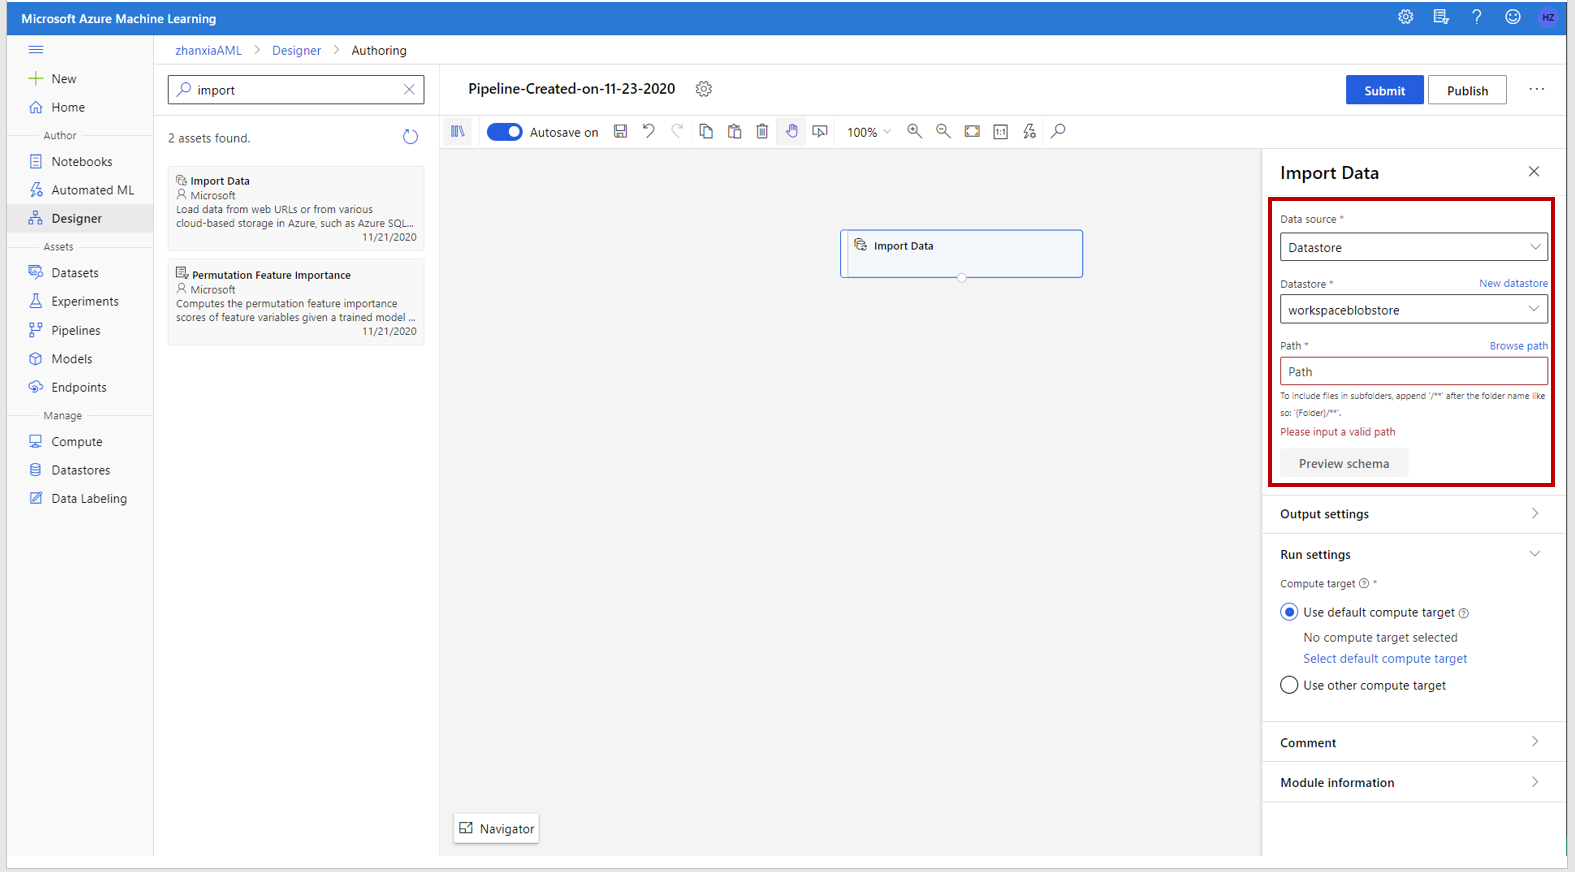 Microsoft Azure Machine Learning
HZ
zhanxiaAML > Designer > Authoring
New
Home
Author
Notebooks
Automated ML
Designer
Assets
Datasets
Experiments
Pipelines
Models
Endpoints
Manage
Compute
Datastores
Data Labeling
import
2 assets found.
Import Data
Microsoft
Load data from web URLs or from various
cloud-based storage in Azure, such as Azure SQL...
11/21/2020
Permutation Feature Importance
Microsoft
Computes the permutation feature importance
scores of feature variables given a trained model ...
11/21/2020
Pipeline-Created-on-11-23-2020
Submit
Publish
...
Autosave on
100%
1:1
Import Data
Navigator
Import Data
Data source *
Datastore
Datastore * New datastore
workspaceblobstore
Path * Browse path
Path
To include files in subfolders, append '/**' after the folder name like
so: '{Folder}/**'.
Please input a valid path
Preview schema
Output settings
Run settings
Compute target ? *
Use default compute target ?
No compute target selected
Select default compute target
Use other compute target
Comment
Module information